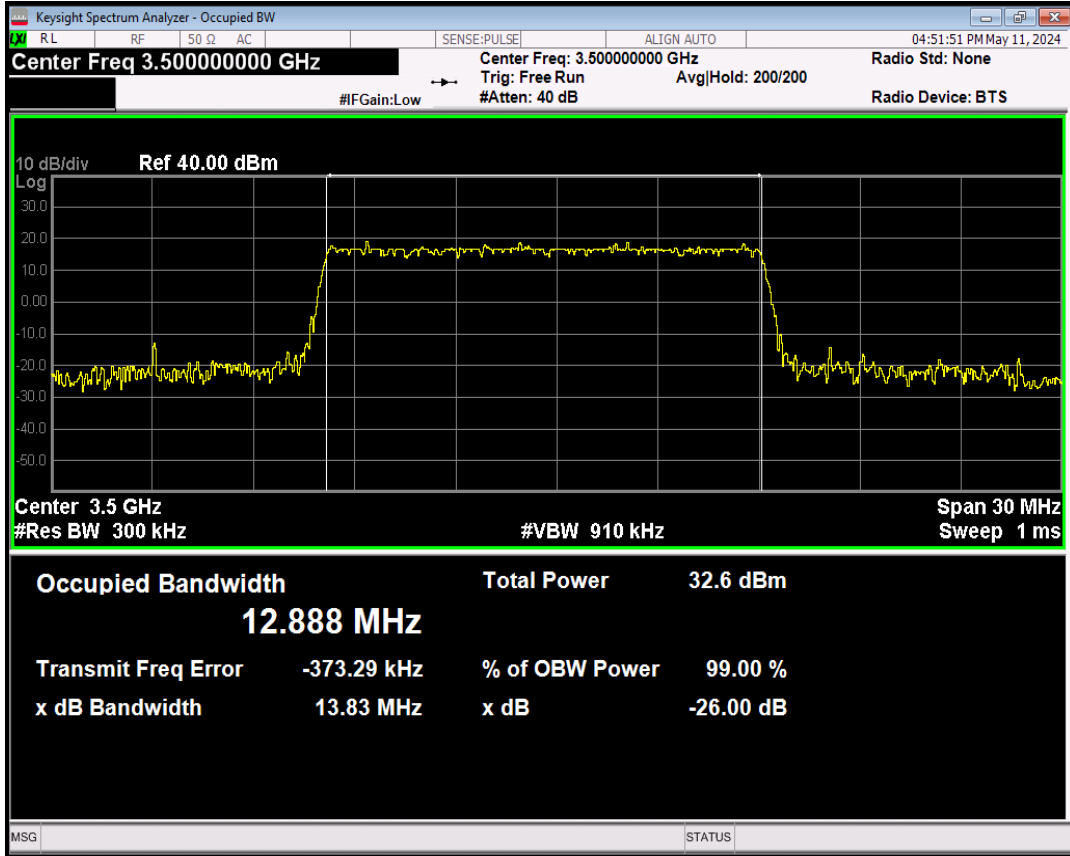 Keysight Spectrum Analyzer - Occupied BW
LXI RL RF 50 Ω AC SENSE:PULSE ALIGN AUTO 04:51:51 PM May 11, 2024
Center Freq 3.500000000 GHz
Center Freq: 3.500000000 GHz
Radio Std: None
Trig: Free Run Avg|Hold: 200/200
#IFGain:Low
#Atten: 40 dB
Radio Device: BTS
10 dB/div Ref 40.00 dBm
Log
30.0
20.0
10.0
0.00
-10.0
-20.0
-30.0
-40.0
-50.0
Center 3.5 GHz Span 30 MHz
#Res BW 300 kHz #VBW 910 kHz Sweep 1 ms
Occupied Bandwidth Total Power 32.6 dBm
12.888 MHz
Transmit Freq Error -373.29 kHz % of OBW Power 99.00 %
x dB Bandwidth 13.83 MHz x dB -26.00 dB
MSG STATUS